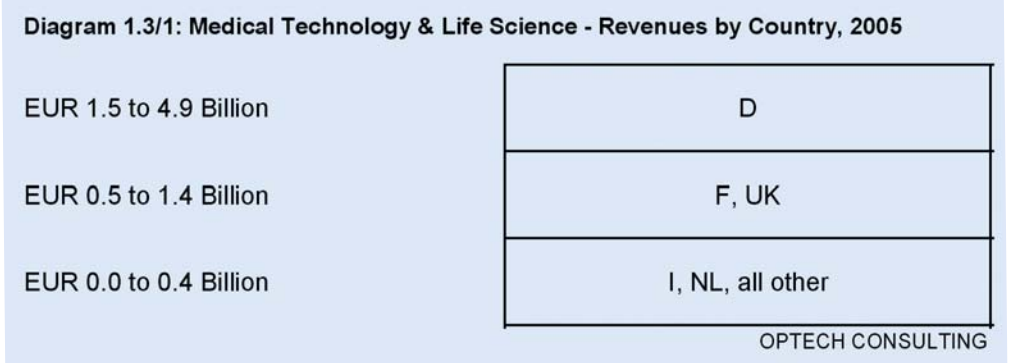 Diagram 1.3/1: Medical Technology & Life Science - Revenues by Country, 2005
EUR 1.5 to 4.9 Billion D
EUR 0.5 to 1.4 Billion F, UK
EUR 0.0 to 0.4 Billion I, NL, all other
OPTECH CONSULTING